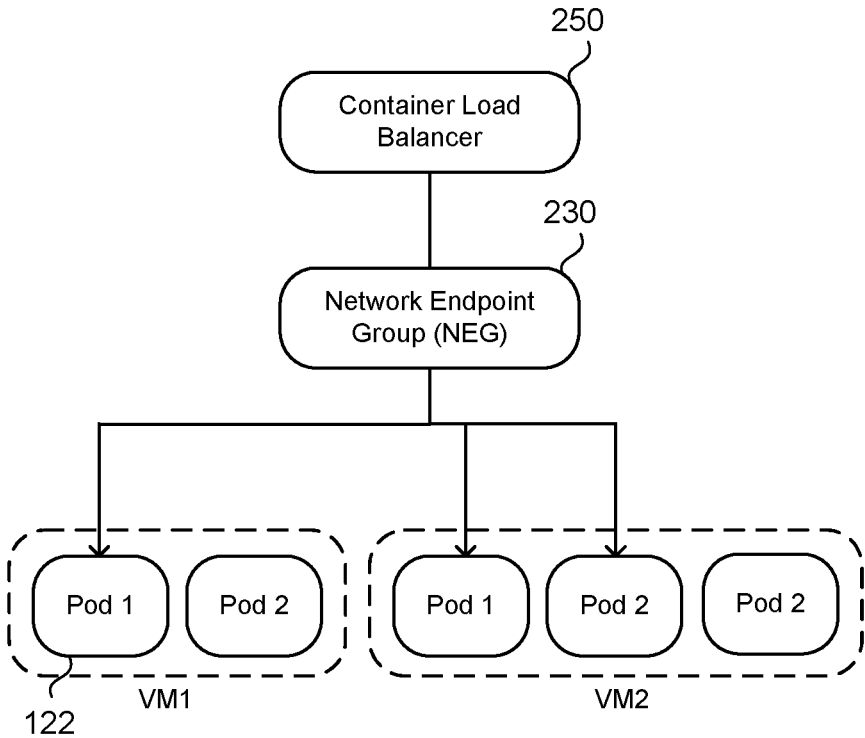 250
Container Load
Balancer
230
Network Endpoint
Group (NEG)
Pod 1
Pod 2
Pod 1
Pod 2
Pod 2
VM1
VM2
122